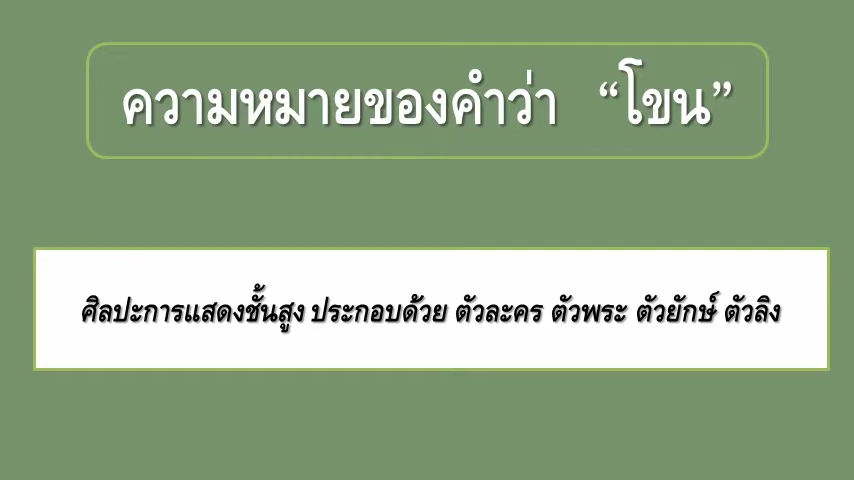 ความหมายของคำว่า “โขน”
ศิลปะการแสดงชั้นสูง ประกอบด้วย ตัวละคร ตัวพระ ตัวยักษ์ ตัวลิง